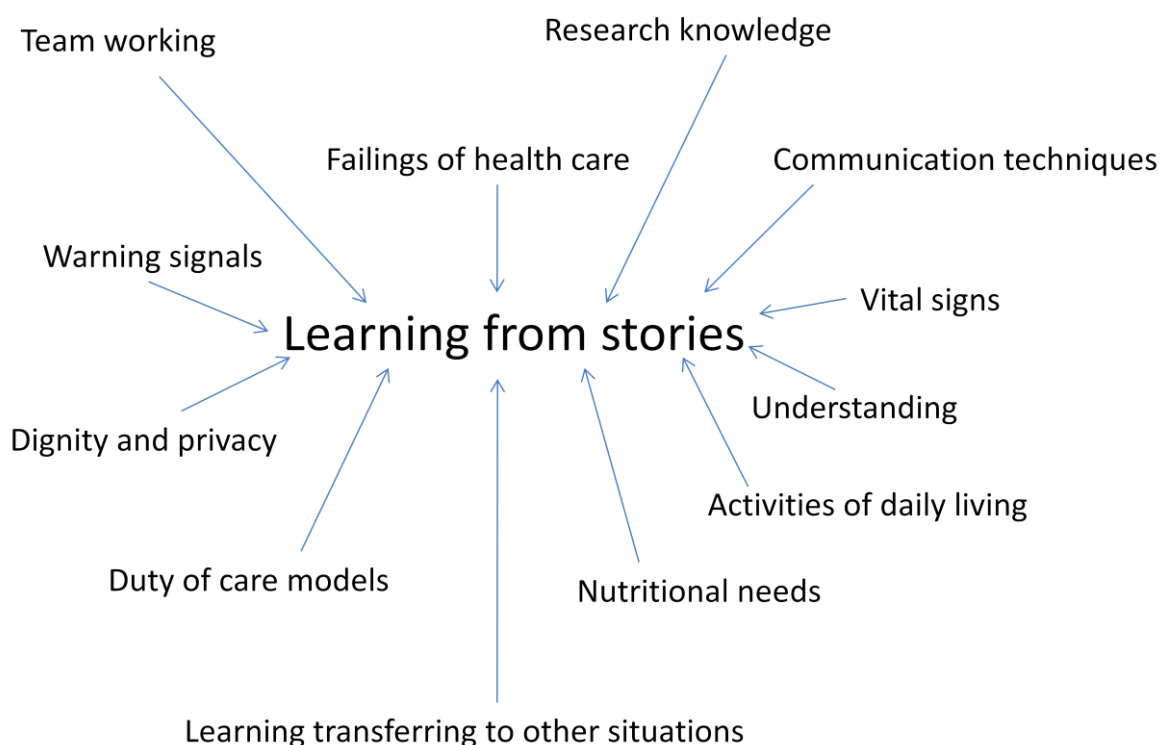 Team working
Research knowledge
Failings of health care
Communication techniques
Warning signals
Vital signs
Learning from stories
Understanding
Dignity and privacy
Activities of daily living
Duty of care models
Nutritional needs
Learning transferring to other situations